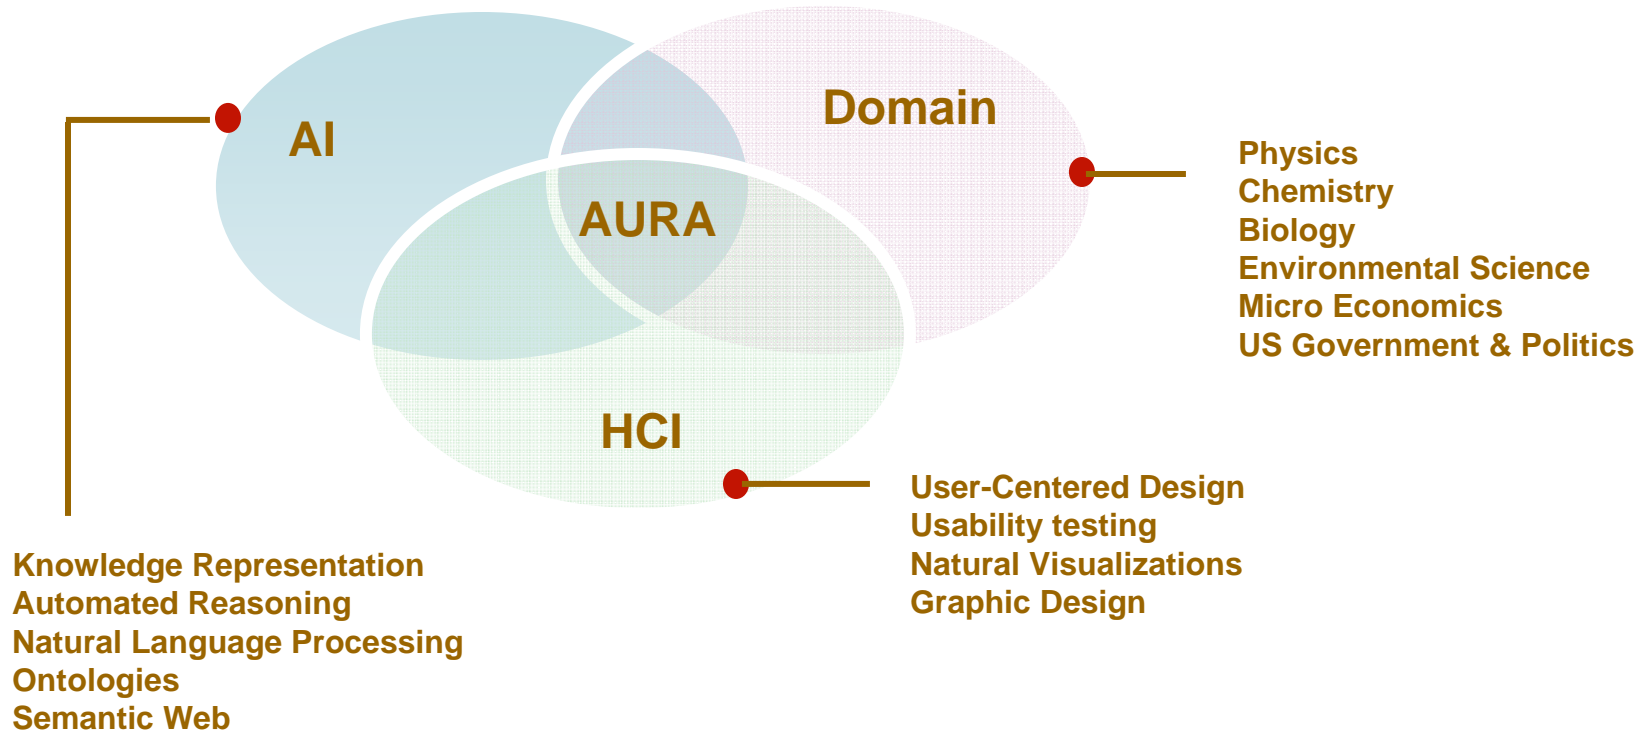 AI
Domain
AURA
HCI
Physics
Chemistry
Biology
Environmental Science
Micro Economics
US Government & Politics
User-Centered Design
Usability testing
Natural Visualizations
Graphic Design
Knowledge Representation
Automated Reasoning
Natural Language Processing
Ontologies
Semantic Web